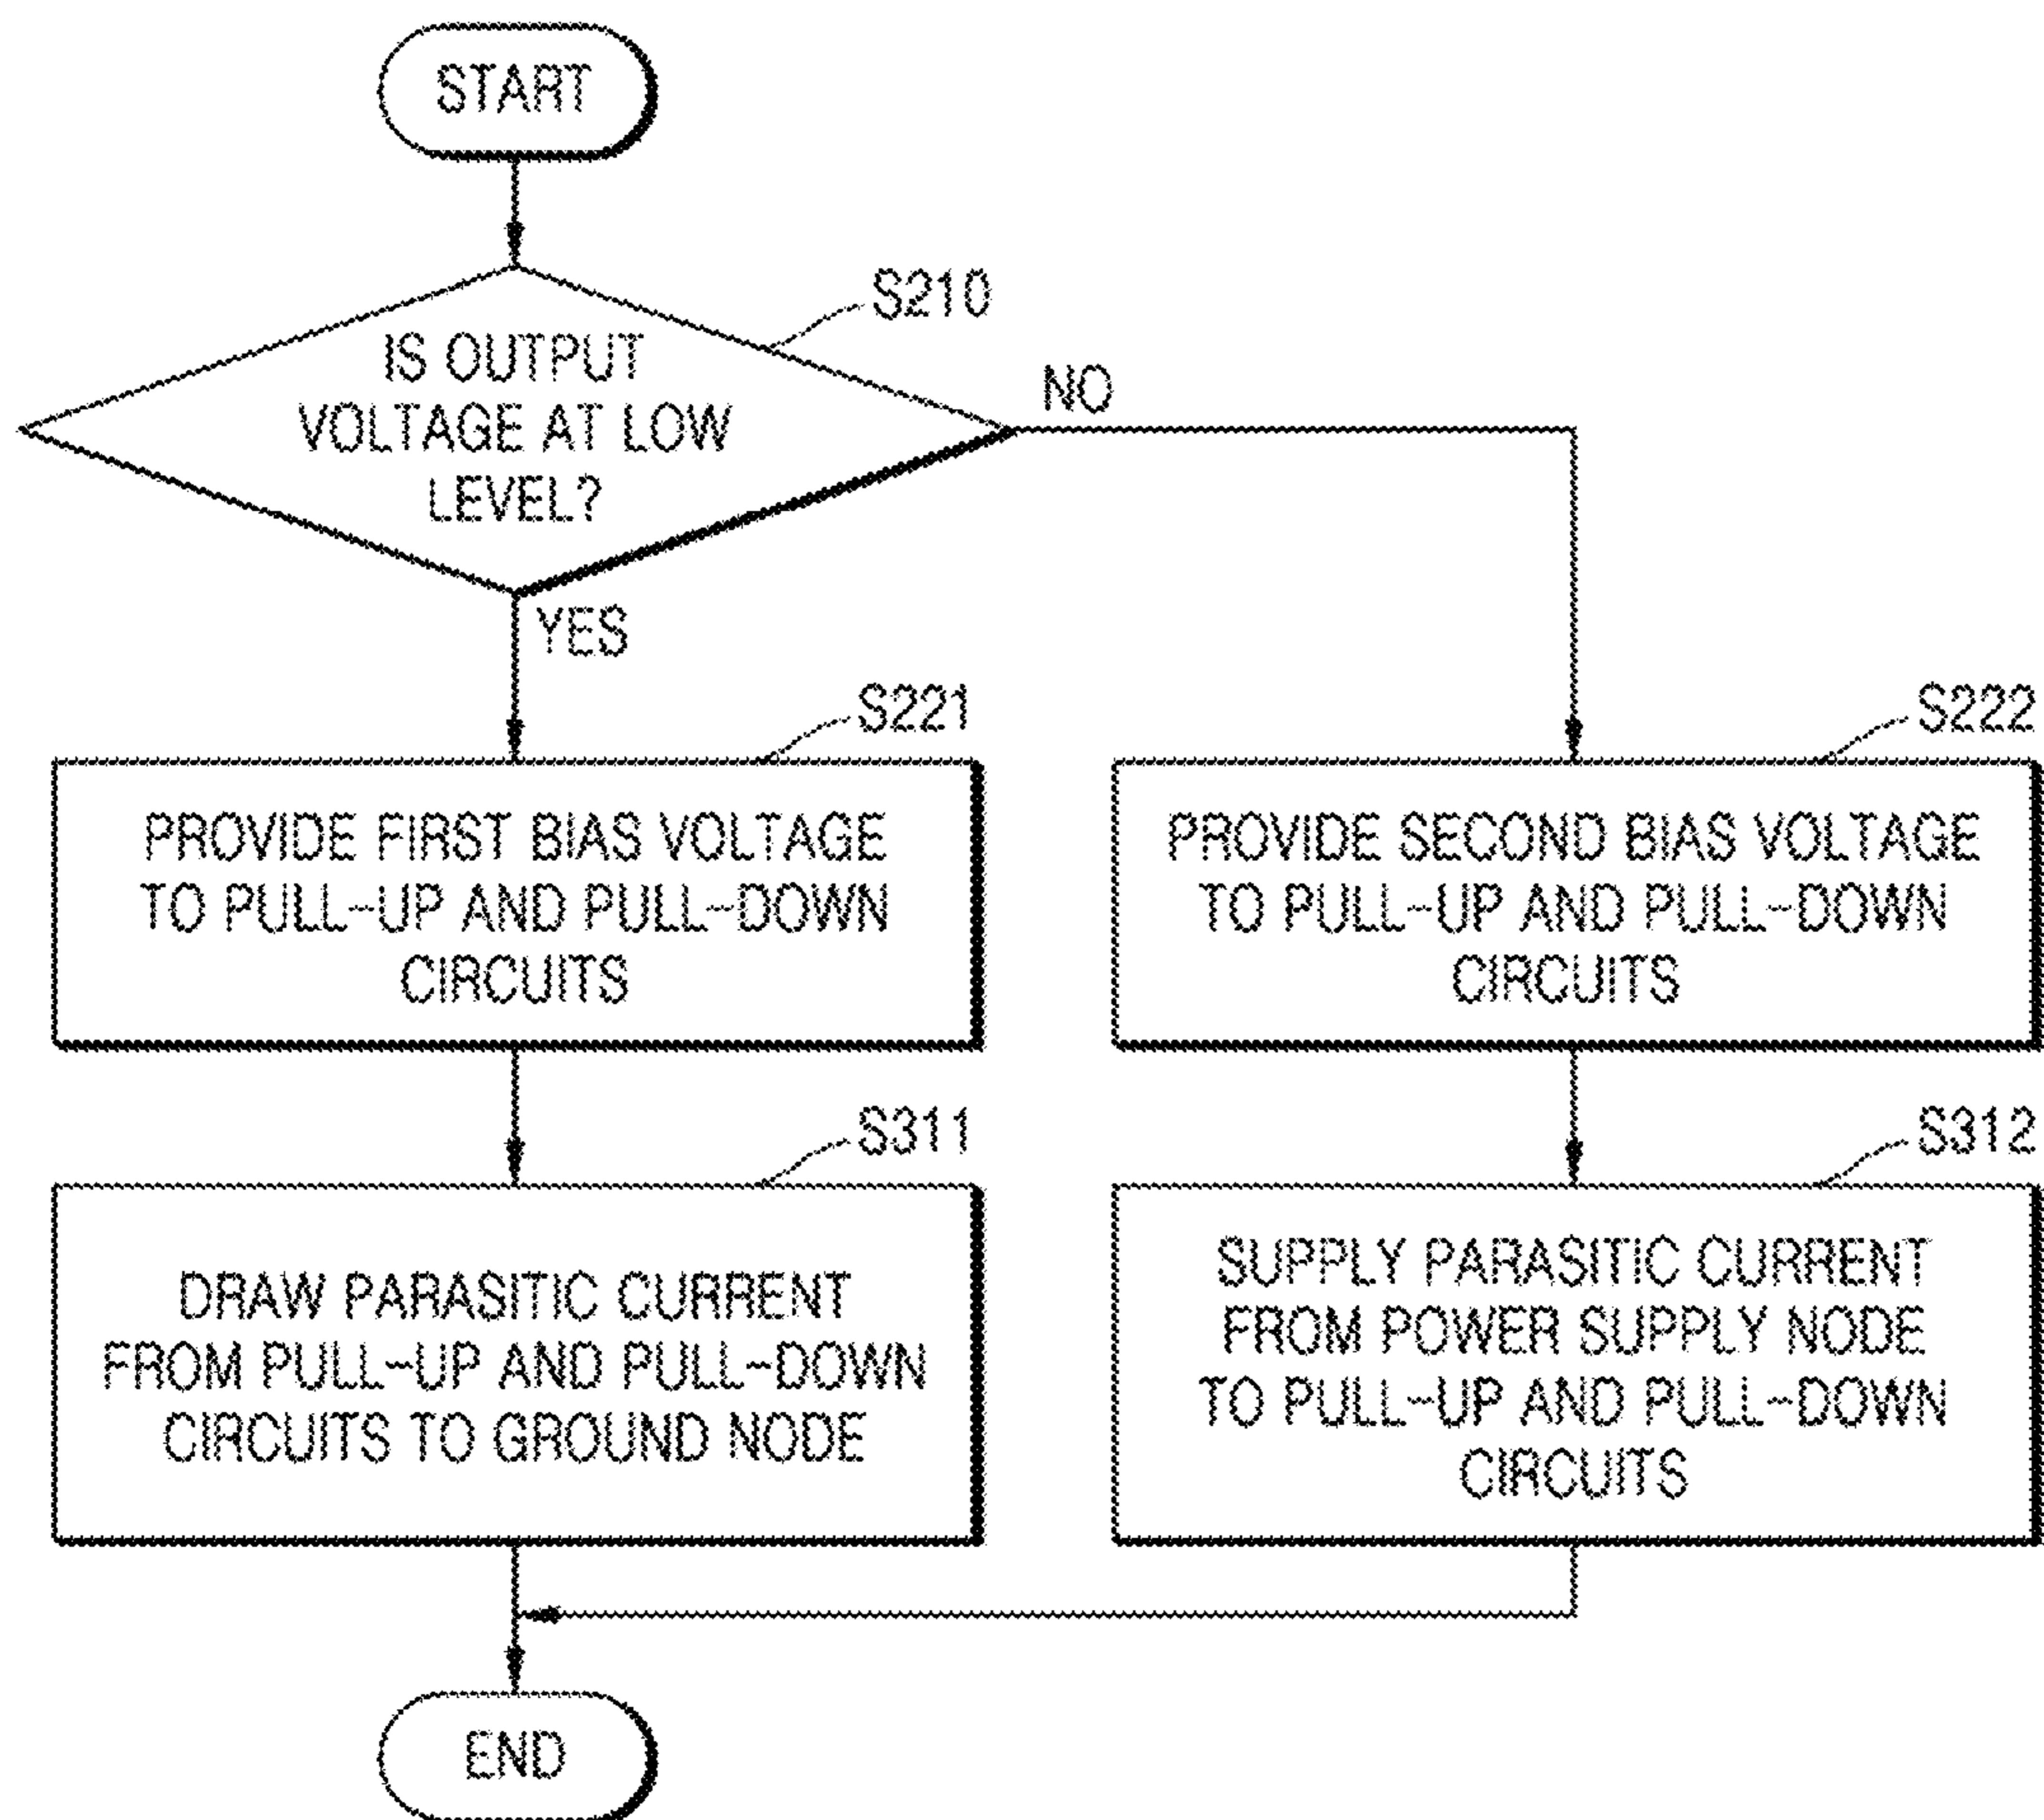 START
S210
IS OUTPUT
VOLTAGE AT LOW
LEVEL?
NO
YES
S221
PROVIDE FIRST BIAS VOLTAGE
TO PULL-UP AND PULL-DOWN
CIRCUITS
S222
PROVIDE SECOND BIAS VOLTAGE
TO PULL-UP AND PULL-DOWN
CIRCUITS
S311
DRAW PARASITIC CURRENT
FROM PULL-UP AND PULL-DOWN
CIRCUITS TO GROUND NODE
S312
SUPPLY PARASITIC CURRENT
FROM POWER SUPPLY NODE
TO PULL-UP AND PULL-DOWN
CIRCUITS
END